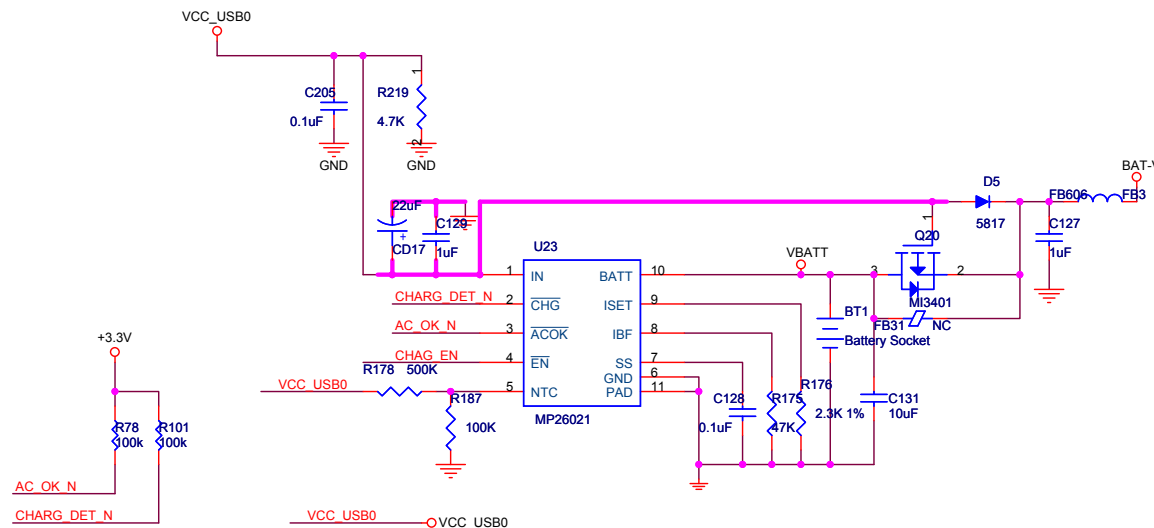 VCC_USB0
C205
0.1uF
GND
1
R219
4.7K
2
GND
22uF
+
CD17
C129
1uF
D5
5817
BAT-V
FB606
FB3
C127
1uF
1
Q20
3
2
MI3401
FB31
NC
VBATT
BT1
Battery Socket
U23
1
IN
2
CHG
3
ACOK
4
EN
5
NTC
BATT
10
ISET
9
IBF
8
SS
7
GND
6
PAD
11
MP26021
CHARG_DET_N
AC_OK_N
CHAG_EN
VCC_USB0
R178
500K
R187
100K
C128
0.1uF
R175
47K
R176
2.3K 1%
C131
10uF
+3.3V
R78
100k
R101
100k
AC_OK_N
CHARG_DET_N
VCC_USB0
VCC_USB0